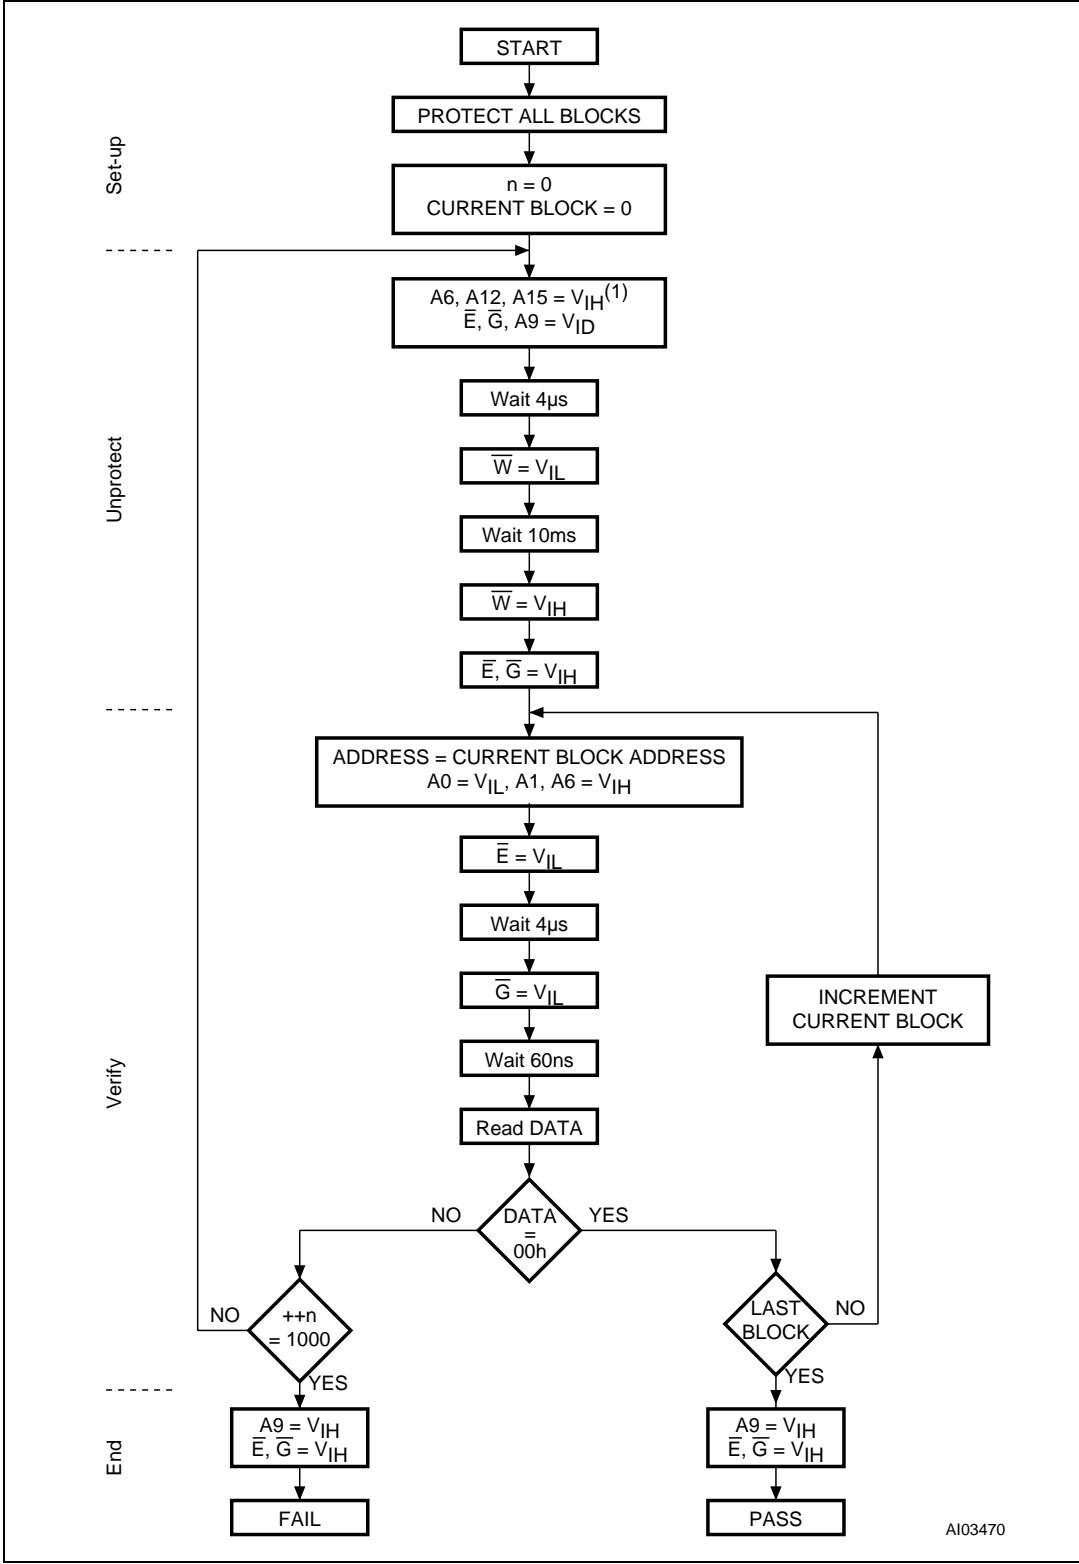 START
PROTECT ALL BLOCKS
Set-up
n = 0
CURRENT BLOCK = 0
A6, A12, A15 = VIH(1)
E̅, G̅, A9 = VID
Wait 4µs
Unprotect
W̅ = VIL
Wait 10ms
W̅ = VIH
E̅, G̅ = VIH
ADDRESS = CURRENT BLOCK ADDRESS
A0 = VIL, A1, A6 = VIH
E̅ = VIL
Wait 4µs
G̅ = VIL
INCREMENT
CURRENT BLOCK
Wait 60ns
Verify
Read DATA
NO
DATA
=
00h
YES
NO
++n
= 1000
YES
LAST
BLOCK
NO
YES
End
A9 = VIH
E̅, G̅ = VIH
A9 = VIH
E̅, G̅ = VIH
FAIL
PASS
AI03470